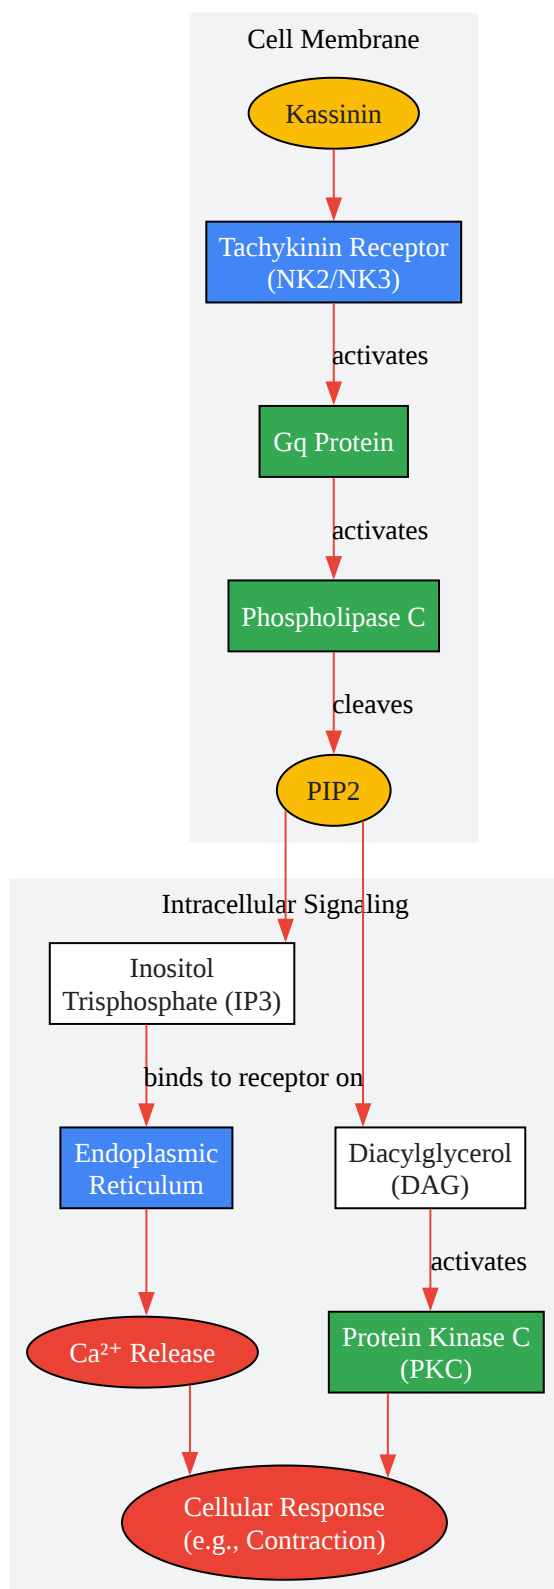 Cell Membrane
Kassinin
Tachykinin Receptor
(NK2/NK3)
activates
Gq Protein
activates
Phospholipase C
cleaves
PIP2
Intracellular Signaling
Inositol
Trisphosphate (IP3)
binds to receptor on
Endoplasmic
Reticulum
Diacylglycerol
(DAG)
activates
Ca²⁺ Release
Protein Kinase C
(PKC)
Cellular Response
(e.g., Contraction)